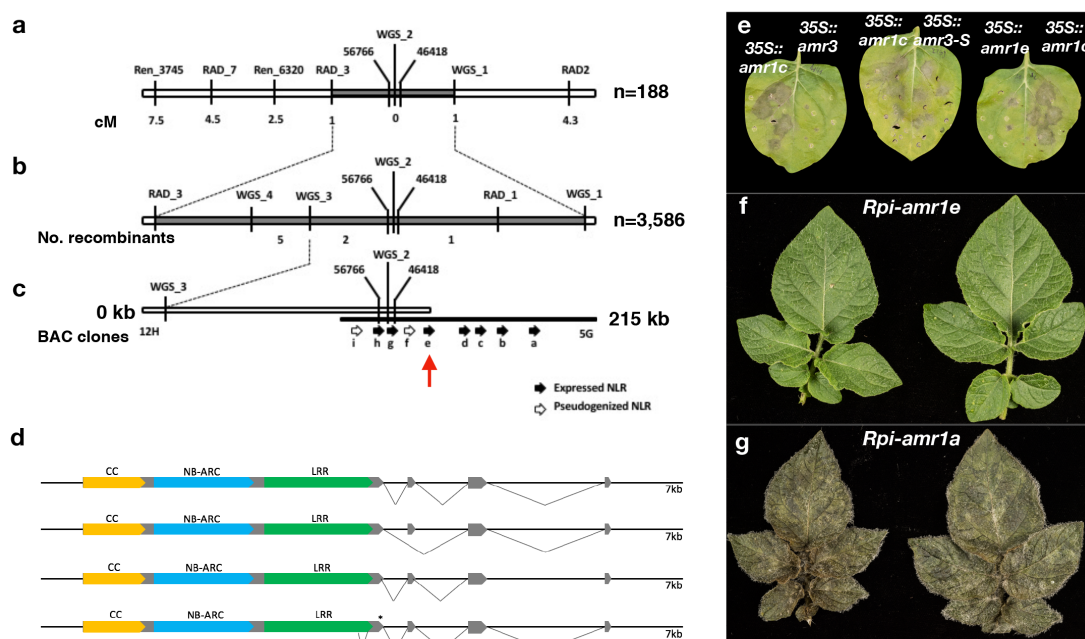 a
WGS_2
56766 46418
Ren_3745 RAD_7 Ren_6320 RAD_3 WGS_1 RAD2
n=188
cM
7.5 4.5 2.5 1 0 1 4.3
b
WGS_2
RAD_3 WGS_4 WGS_3 56766 46418 RAD_1 WGS_1
n=3,586
No. recombinants
5 2 1
c
WGS_2
56766 46418
WGS_3
0 kb
215 kb
12H 5G
BAC clones
i h g f e d c b a
Expressed NLR
Pseudogenized NLR
d
CC NB-ARC LRR
7kb
CC NB-ARC LRR
7kb
CC NB-ARC LRR
7kb
CC NB-ARC LRR *
7kb
e
35S:: amr1c
35S:: amr3
35S:: amr1c
35S:: amr3-S
35S:: amr1e
35S::
f
Rpi-amr1e
g
Rpi-amr1a